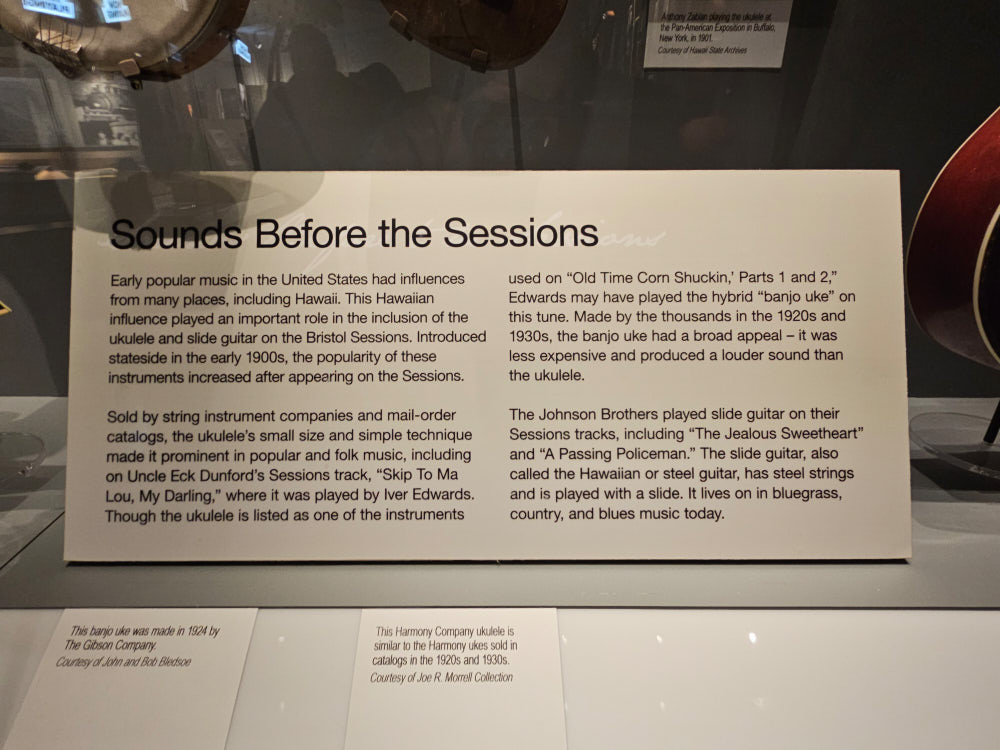 Anthony Zablan playing the ukulele at
the Pan-American Exposition in Buffalo,
New York, in 1901.
Courtesy of Hawaii State Archives
Sounds Before the Sessions
Early popular music in the United States had influences
from many places, including Hawaii. This Hawaiian
influence played an important role in the inclusion of the
ukulele and slide guitar on the Bristol Sessions. Introduced
stateside in the early 1900s, the popularity of these
instruments increased after appearing on the Sessions.
Sold by string instrument companies and mail-order
catalogs, the ukulele's small size and simple technique
made it prominent in popular and folk music, including
on Uncle Eck Dunford's Sessions track, “Skip To Ma
Lou, My Darling,” where it was played by Iver Edwards.
Though the ukulele is listed as one of the instruments
used on “Old Time Corn Shuckin,’ Parts 1 and 2,”
Edwards may have played the hybrid “banjo uke” on
this tune. Made by the thousands in the 1920s and
1930s, the banjo uke had a broad appeal – it was
less expensive and produced a louder sound than
the ukulele.
The Johnson Brothers played slide guitar on their
Sessions tracks, including “The Jealous Sweetheart”
and “A Passing Policeman.” The slide guitar, also
called the Hawaiian or steel guitar, has steel strings
and is played with a slide. It lives on in bluegrass,
country, and blues music today.
This banjo uke was made in 1924 by
The Gibson Company.
Courtesy of John and Bob Bledsoe
This Harmony Company ukulele is
similar to the Harmony ukes sold in
catalogs in the 1920s and 1930s.
Courtesy of Joe R. Morrell Collection